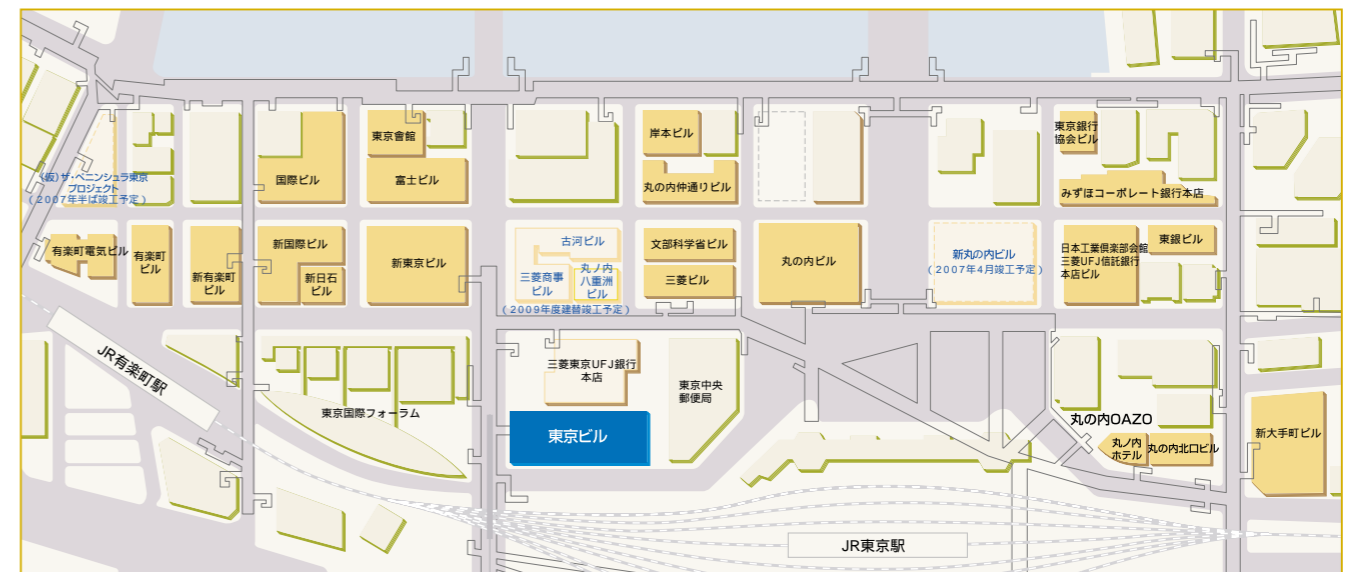 東京會館
岸本ビル
東京銀行
協会ビル
《仮》ザ・ペニンシュラ東京
プロジェクト
(2007年半ば竣工予定)
国際ビル
富士ビル
丸の内仲通りビル
みずほコーポレート銀行本店
有楽町電気ビル
有楽町
ビル
新有楽町
ビル
新国際ビル
新日石
ビル
新東京ビル
古河ビル
三菱商事
ビル
丸ノ内
八重洲
ビル
(2009年度建替竣工予定)
文部科学省ビル
三菱ビル
丸の内ビル
新丸の内ビル
(2007年4月竣工予定)
日本工業倶楽部会館
三菱UFJ信託銀行
本店ビル
東銀ビル
JR有楽町駅
東京国際フォーラム
三菱東京UFJ銀行
本店
東京ビル
東京中央
郵便局
丸の内OAZO
丸ノ内
ホテル
丸の内北口ビル
新大手町ビル
JR東京駅